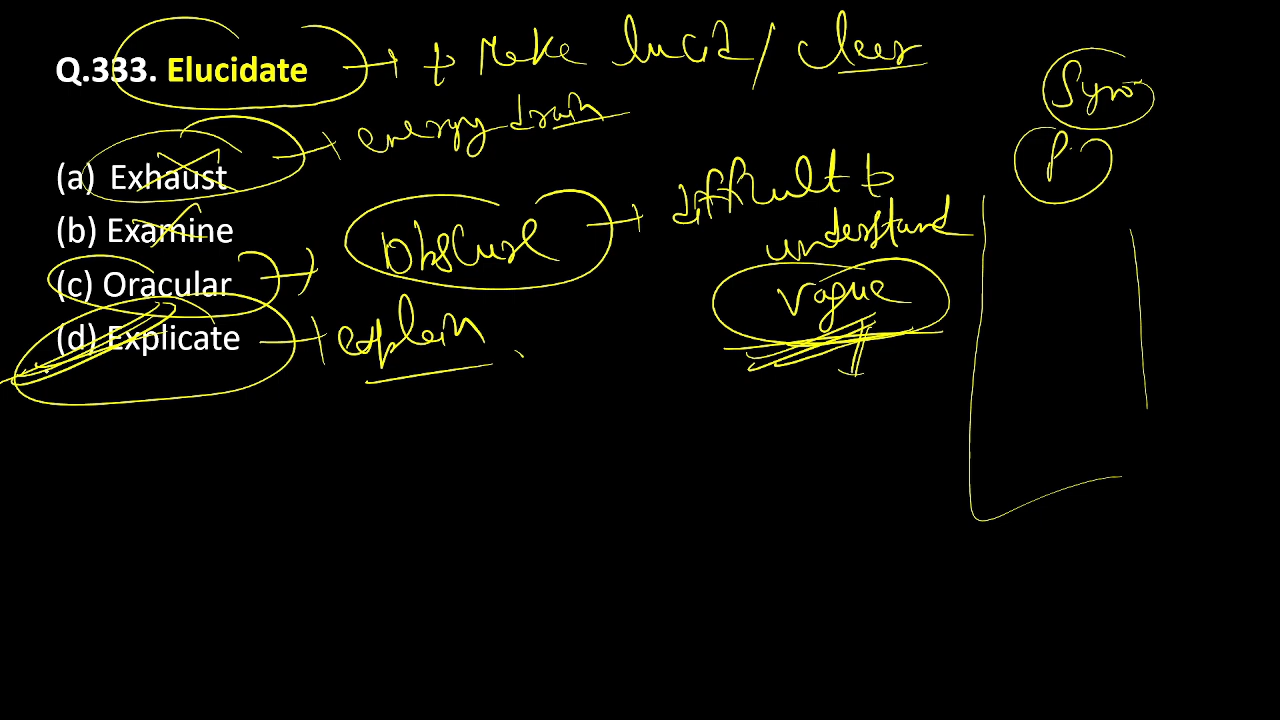 Q.333. Elucidate → to Make lucid/clear
(a) Exhaust → energy drain
(b) Examine
(c) Oracular → Obscure → difficult to understand
vague
(d) Explicate → explain
Syno
P.